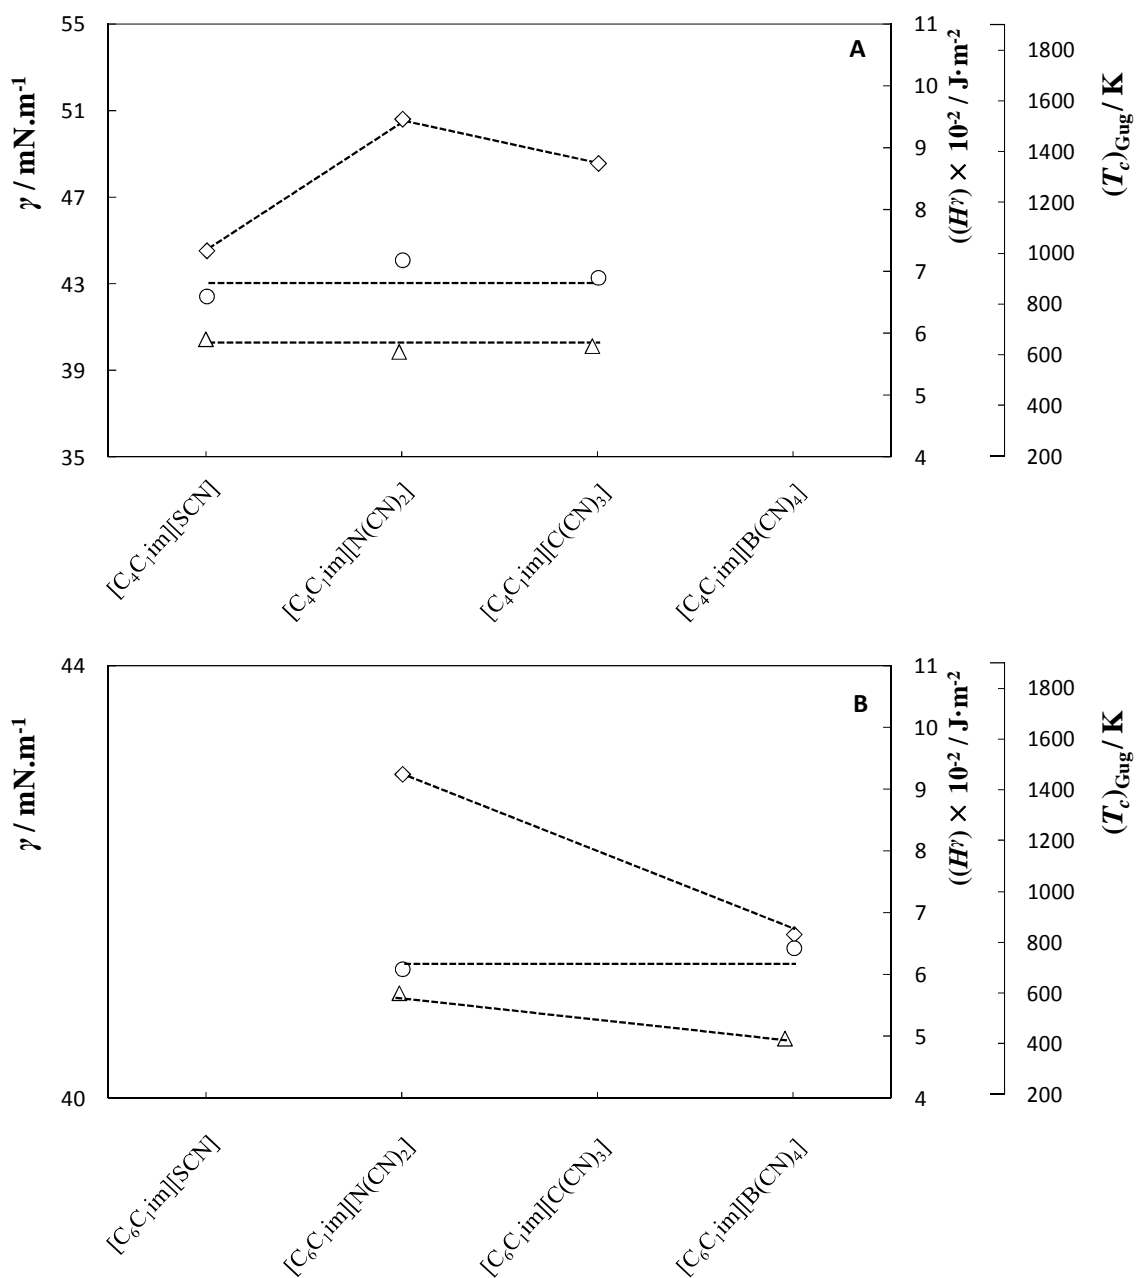 A
γ / mN.m⁻¹
55
51
47
43
39
35
11
10
9
8
7
6
5
4
((Hᵞ) × 10⁻² / J·m⁻²
1800
1600
1400
1200
1000
800
600
400
200
(T_c)_Gug / K
[C₄C₁im][SCN]
[C₄C₁im][N(CN)₂]
[C₄C₁im][C(CN)₃]
[C₄C₁im][B(CN)₄]
B
γ / mN.m⁻¹
44
40
11
10
9
8
7
6
5
4
((Hᵞ) × 10⁻² / J·m⁻²
1800
1600
1400
1200
1000
800
600
400
200
(T_c)_Gug / K
[C₆C₁im][SCN]
[C₆C₁im][N(CN)₂]
[C₆C₁im][C(CN)₃]
[C₆C₁im][B(CN)₄]